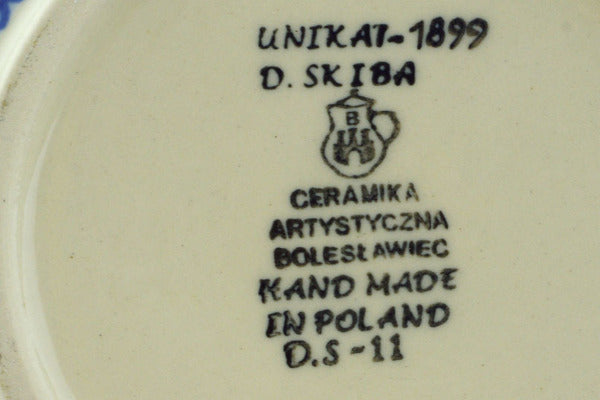 UNIKAT-1899
D. SKIBA
B
CERAMIKA
ARTYSTYCZNA
BOLESŁAWIEC
HAND MADE
IN POLAND
D.S-11